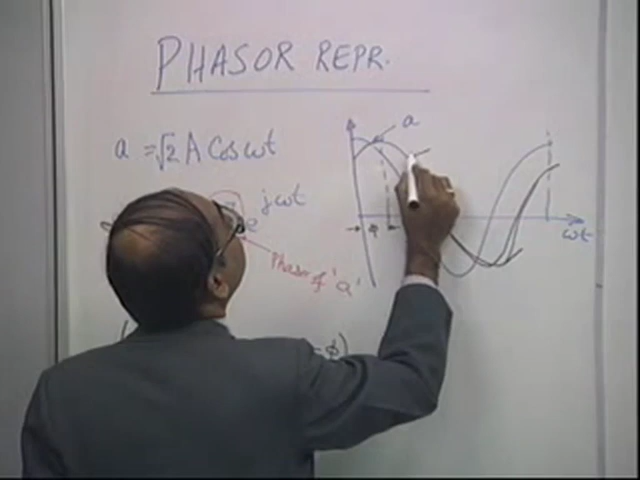 PHASOR REPR.
a = √2 A Cos ωt
a
e^jωt
φ
ωt
Phasor of 'a'
- φ)